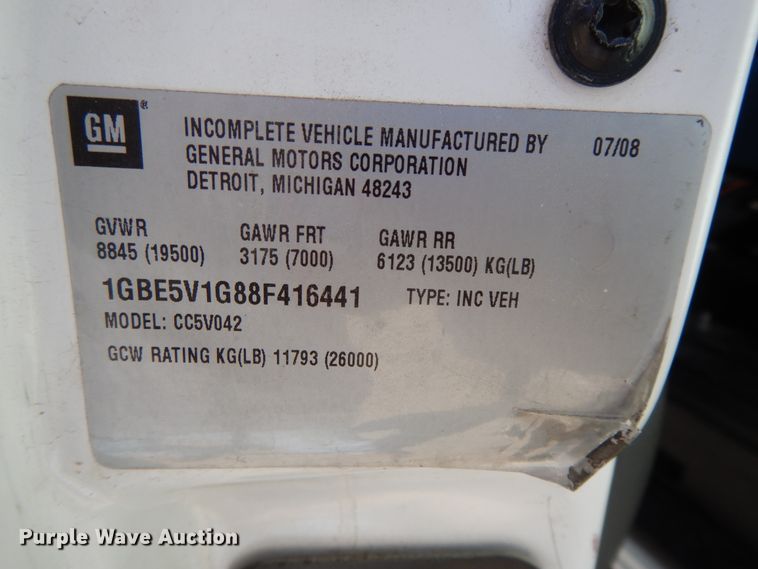 GM ®
INCOMPLETE VEHICLE MANUFACTURED BY 07/08
GENERAL MOTORS CORPORATION
DETROIT, MICHIGAN 48243
GVWR GAWR FRT GAWR RR
8845 (19500) 3175 (7000) 6123 (13500) KG(LB)
1GBE5V1G88F416441 TYPE: INC VEH
MODEL: CC5V042
GCW RATING KG(LB) 11793 (26000)
Purple Wave Auction